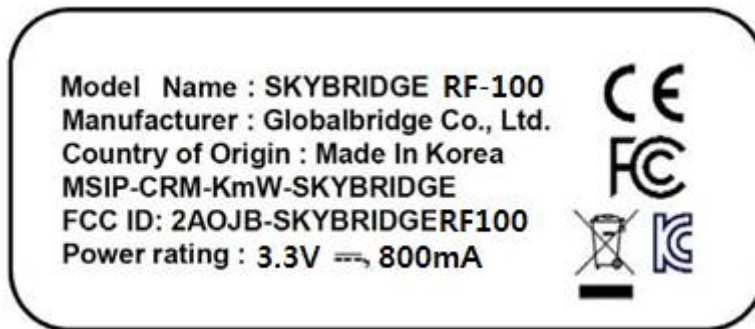 Model Name : SKYBRIDGE RF-100
Manufacturer : Globalbridge Co., Ltd.
Country of Origin : Made In Korea
MSIP-CRM-KmW-SKYBRIDGE
FCC ID: 2AOJB-SKYBRIDGERF100
Power rating : 3.3V ⎓, 800mA
CE
FC
KC